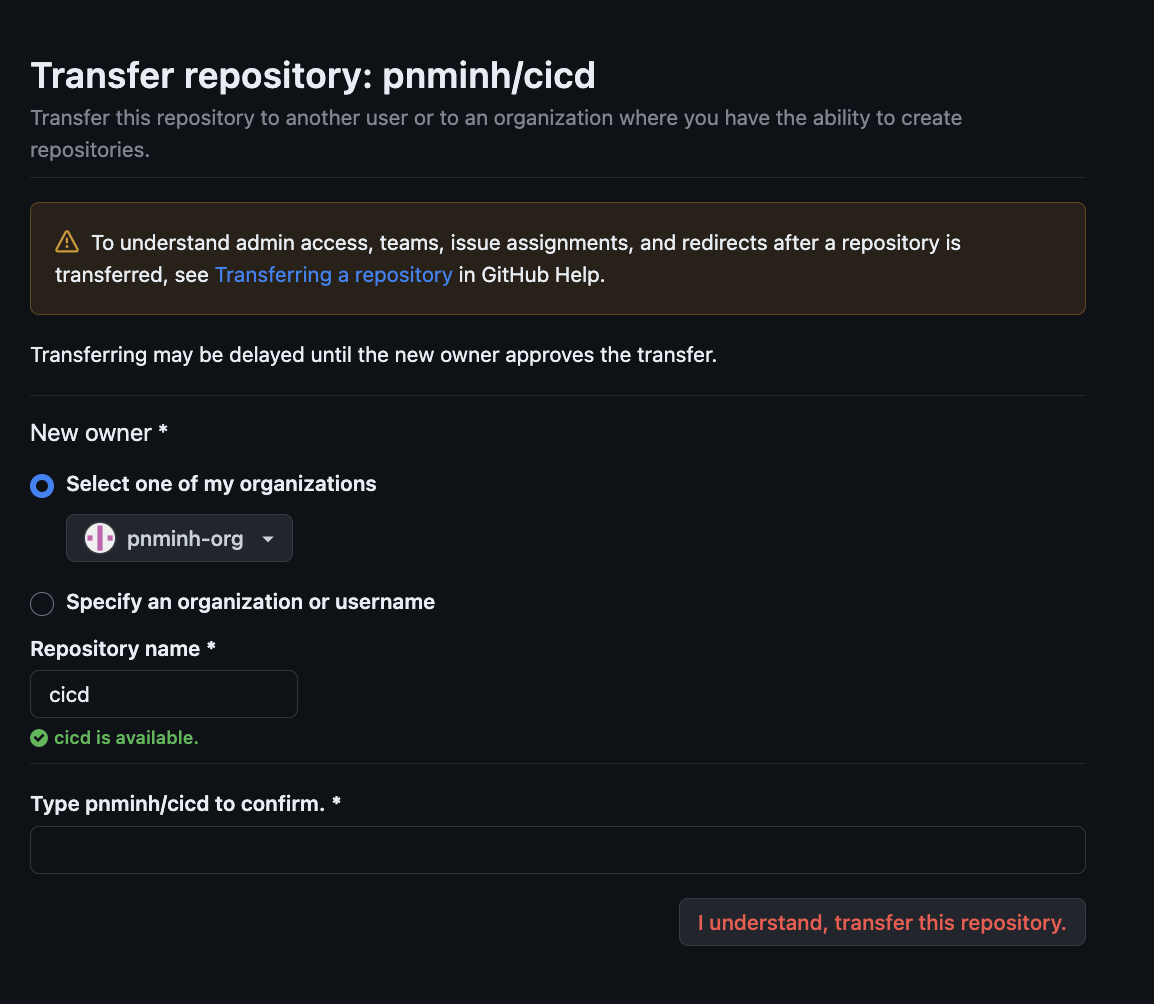 Transfer repository: pnminh/cicd
Transfer this repository to another user or to an organization where you have the ability to create
repositories.
To understand admin access, teams, issue assignments, and redirects after a repository is
transferred, see Transferring a repository in GitHub Help.
Transferring may be delayed until the new owner approves the transfer.
New owner *
Select one of my organizations
pnminh-org
Specify an organization or username
Repository name *
cicd
cicd is available.
Type pnminh/cicd to confirm. *
I understand, transfer this repository.